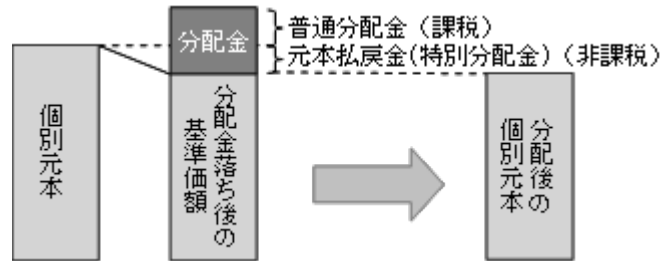 分配金
普通分配金（課税）
元本払戻金(特別分配金)（非課税）
個別元本
分配金落ち後の
基準価額
分配後の
個別元本